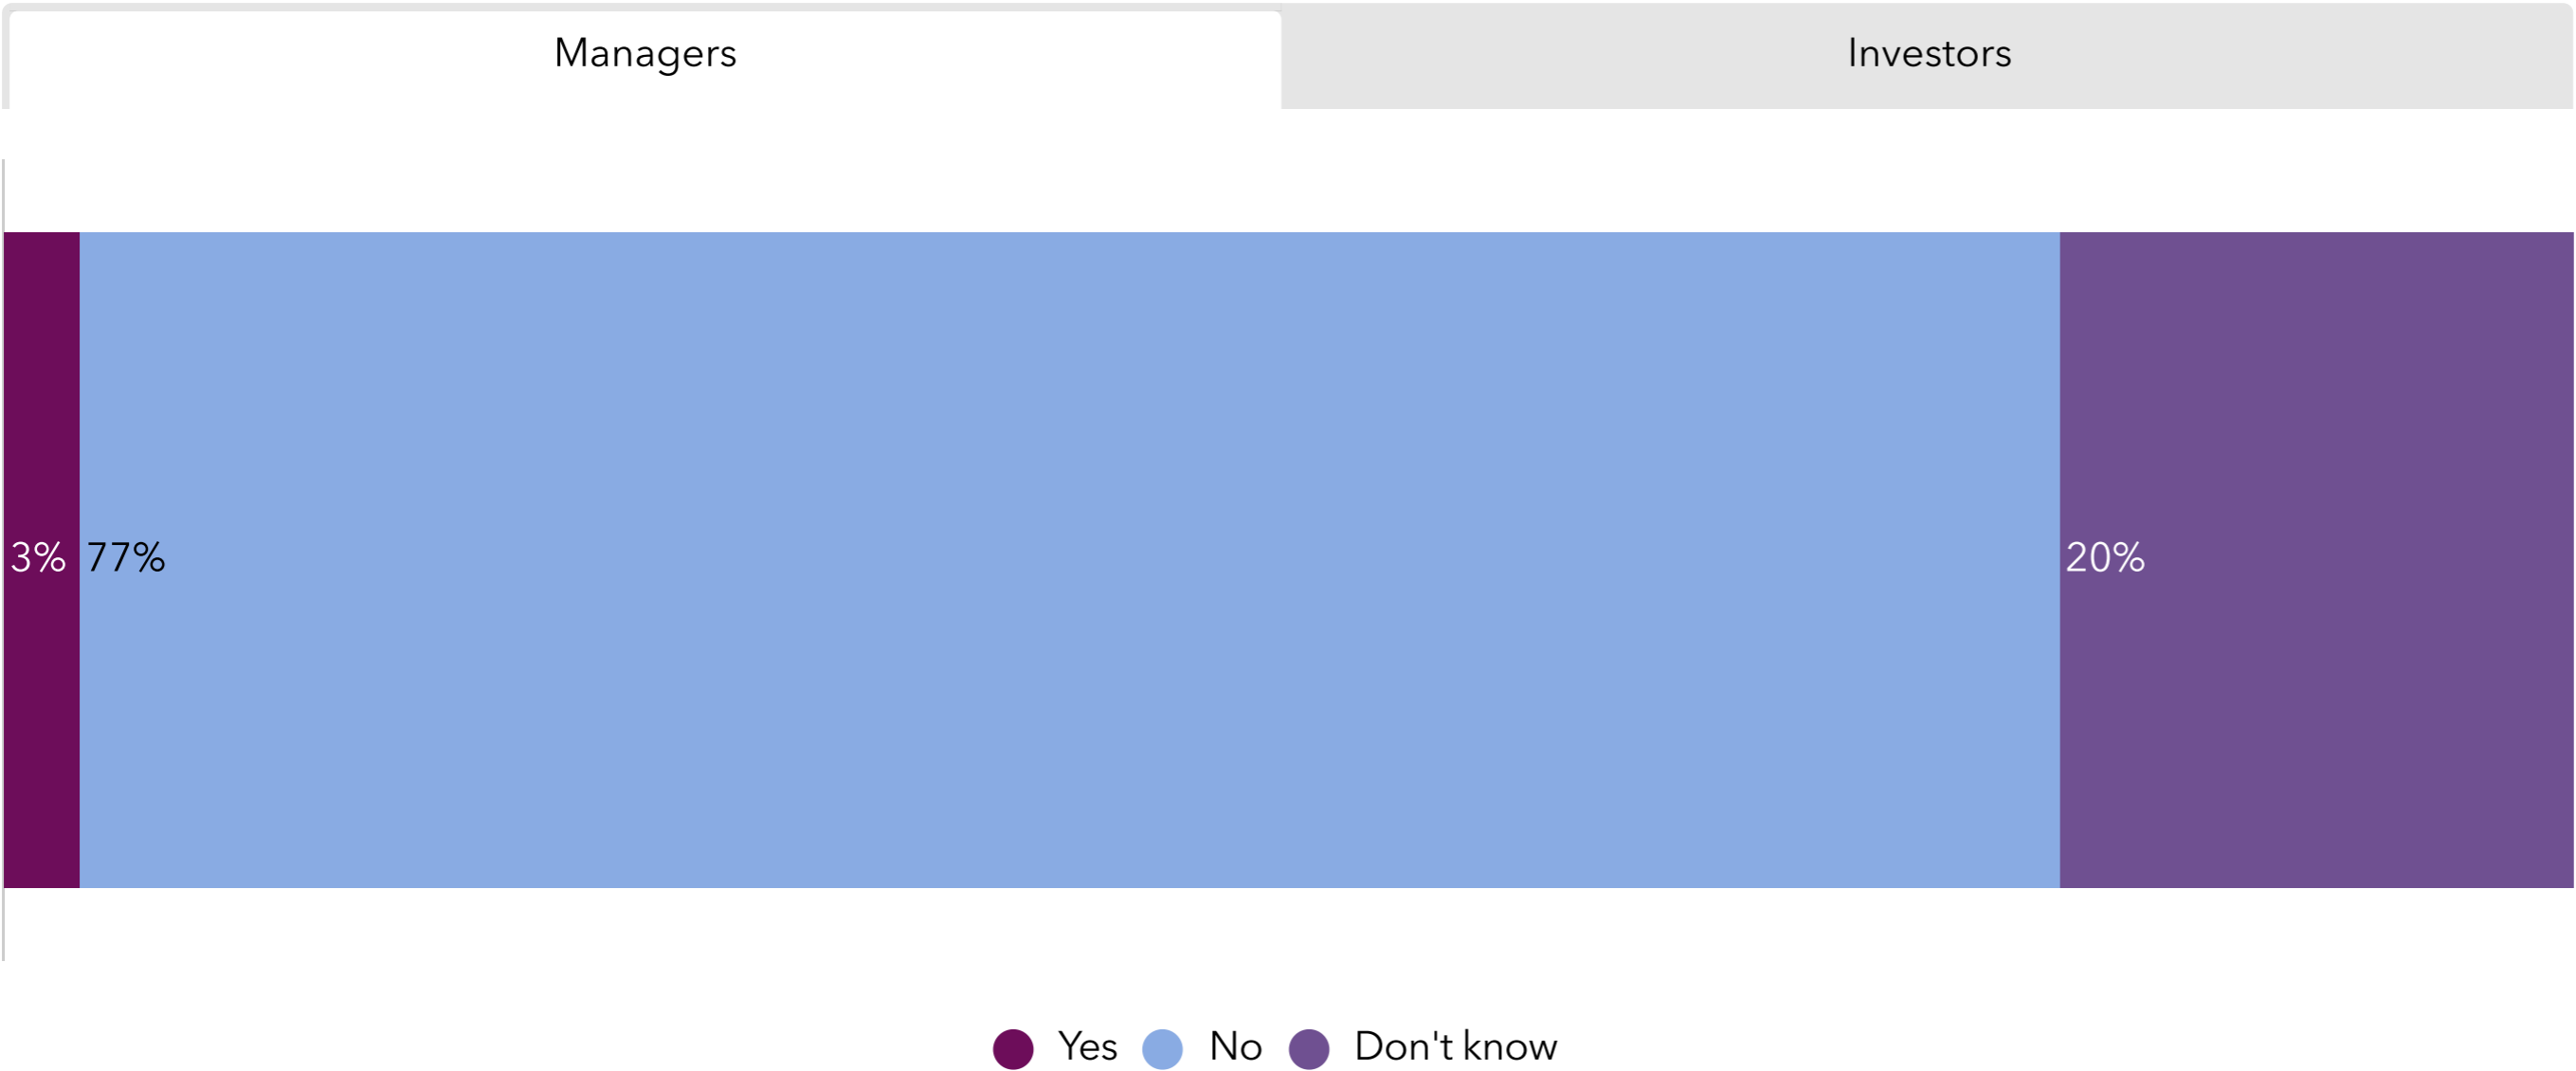 Managers Investors
3% 77% 20%
Yes No Don't know